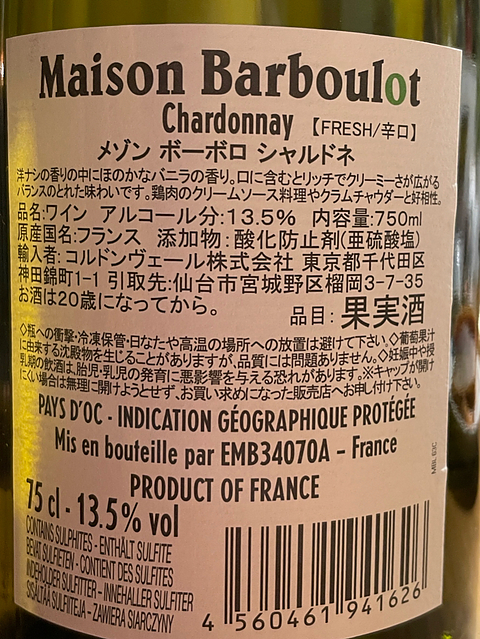 Maison Barboulot
Chardonnay 【FRESH/辛口】
メゾン ボーボロ シャルドネ
洋ナシの香りの中にほのかなバニラの香り。口に含むとリッチでクリーミーさが広がる
バランスのとれた味わいです。鶏肉のクリームソース料理やクラムチャウダーと好相性。
品名:ワイン アルコール分:13.5% 内容量:750ml
原産国名:フランス 添加物:酸化防止剤(亜硫酸塩)
輸入者:コルドンヴェール株式会社 東京都千代田区
神田錦町1-1 引取先:仙台市宮城野区榴岡3-7-35
お酒は20歳になってから。 品目:果実酒
◇瓶への衝撃・冷凍保管・日なたや高温の場所への放置は避けて下さい。◇葡萄果汁
に由来する沈殿物を生じることがありますが、品質には問題ありません。◇妊娠中や授
乳期の飲酒は、胎児・乳児の発育に悪影響を与える恐れがあります。※キャップが開け
にくい場合は無理に開けようとせず、お買い求めになった販売店へお申し付け下さい。
PAYS D'OC - INDICATION GÉOGRAPHIQUE PROTÉGÉE
Mis en bouteille par EMB34070A – France
PRODUCT OF FRANCE
75 cl - 13.5% vol
CONTAINS SULPHITES - ENTHÄLT SULFITE
BEVAT SULFIETEN - CONTIENT DES SULFITES
INDEHOLDER SULFITTER - INNEHALLER SULFITER
SISÄLTÄÄ SULFIITEJA - ZAWIERA SIARCZYNY
4 560461 941626